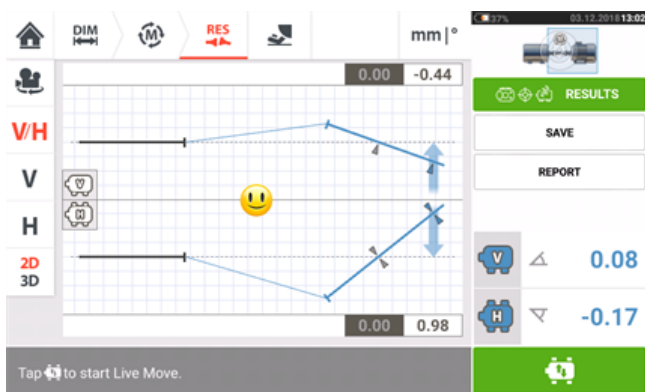 DIM
M
RES
mm|°
37%
03.12.2018 13:02
0.00 -0.44
RESULTS
V/H
SAVE
V
V
REPORT
H
H
2D
3D
V 0.08
H -0.17
0.00 0.98
Tap to start Live Move.